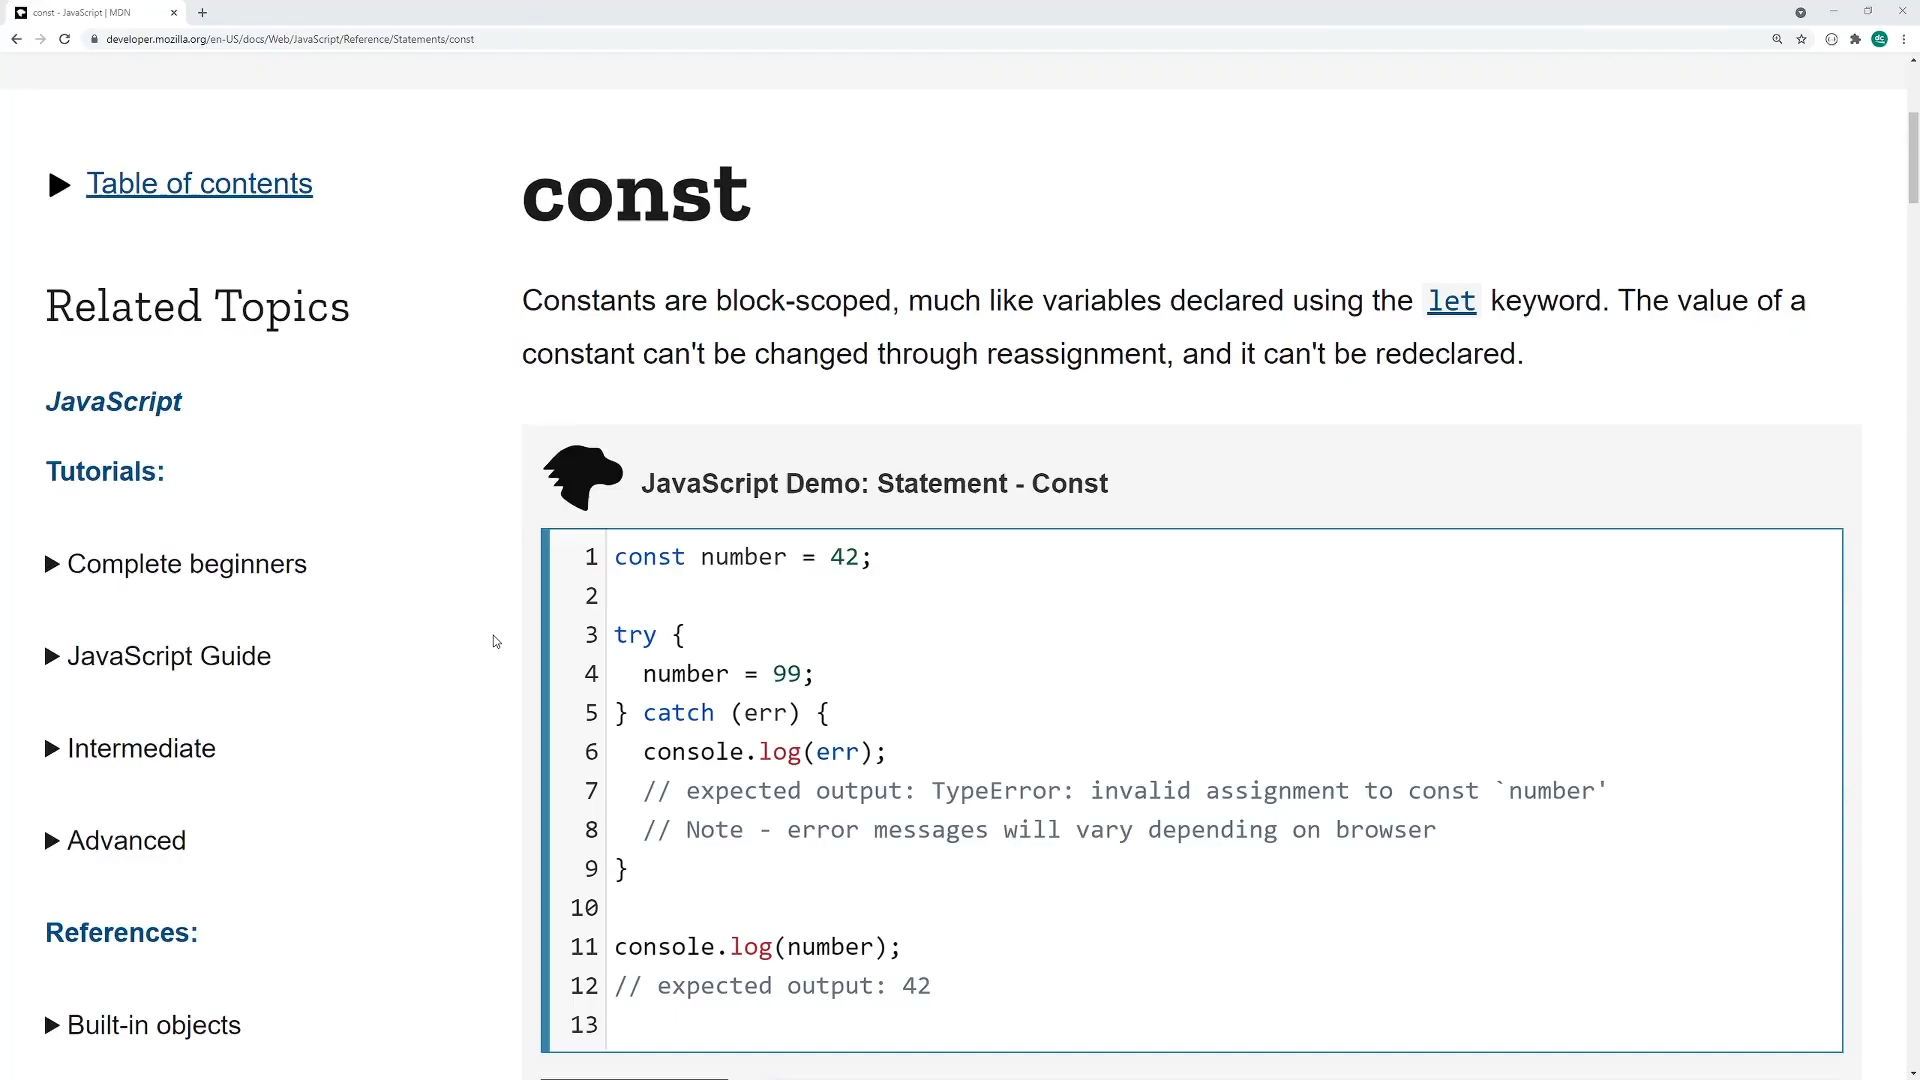 const - JavaScript | MDN
developer.mozilla.org/en-US/docs/Web/JavaScript/Reference/Statements/const
Table of contents
Related Topics
JavaScript
Tutorials:
Complete beginners
JavaScript Guide
Intermediate
Advanced
References:
Built-in objects
const
Constants are block-scoped, much like variables declared using the let keyword. The value of a
constant can't be changed through reassignment, and it can't be redeclared.
JavaScript Demo: Statement - Const
1 const number = 42;
2
3 try {
4   number = 99;
5 } catch (err) {
6   console.log(err);
7   // expected output: TypeError: invalid assignment to const `number'
8   // Note - error messages will vary depending on browser
9 }
10
11 console.log(number);
12 // expected output: 42
13